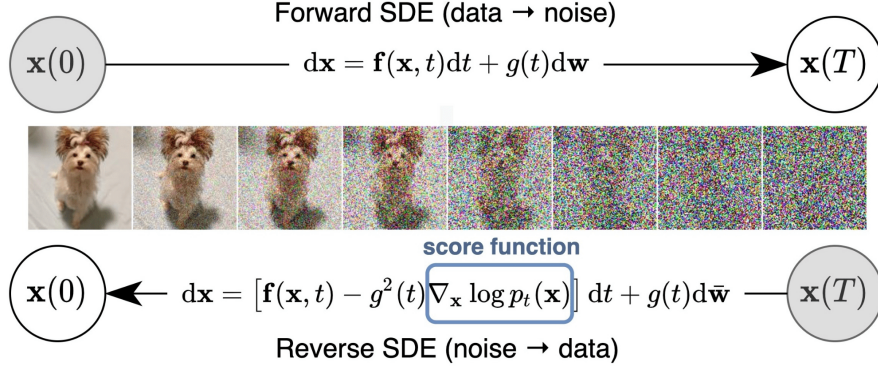 Forward SDE (data → noise)
x(0) dx = f(x, t)dt + g(t)dw x(T)
score function
x(0) dx = [f(x, t) − g²(t)∇ₓ log pₜ(x)] dt + g(t)dw̄ x(T)
Reverse SDE (noise → data)